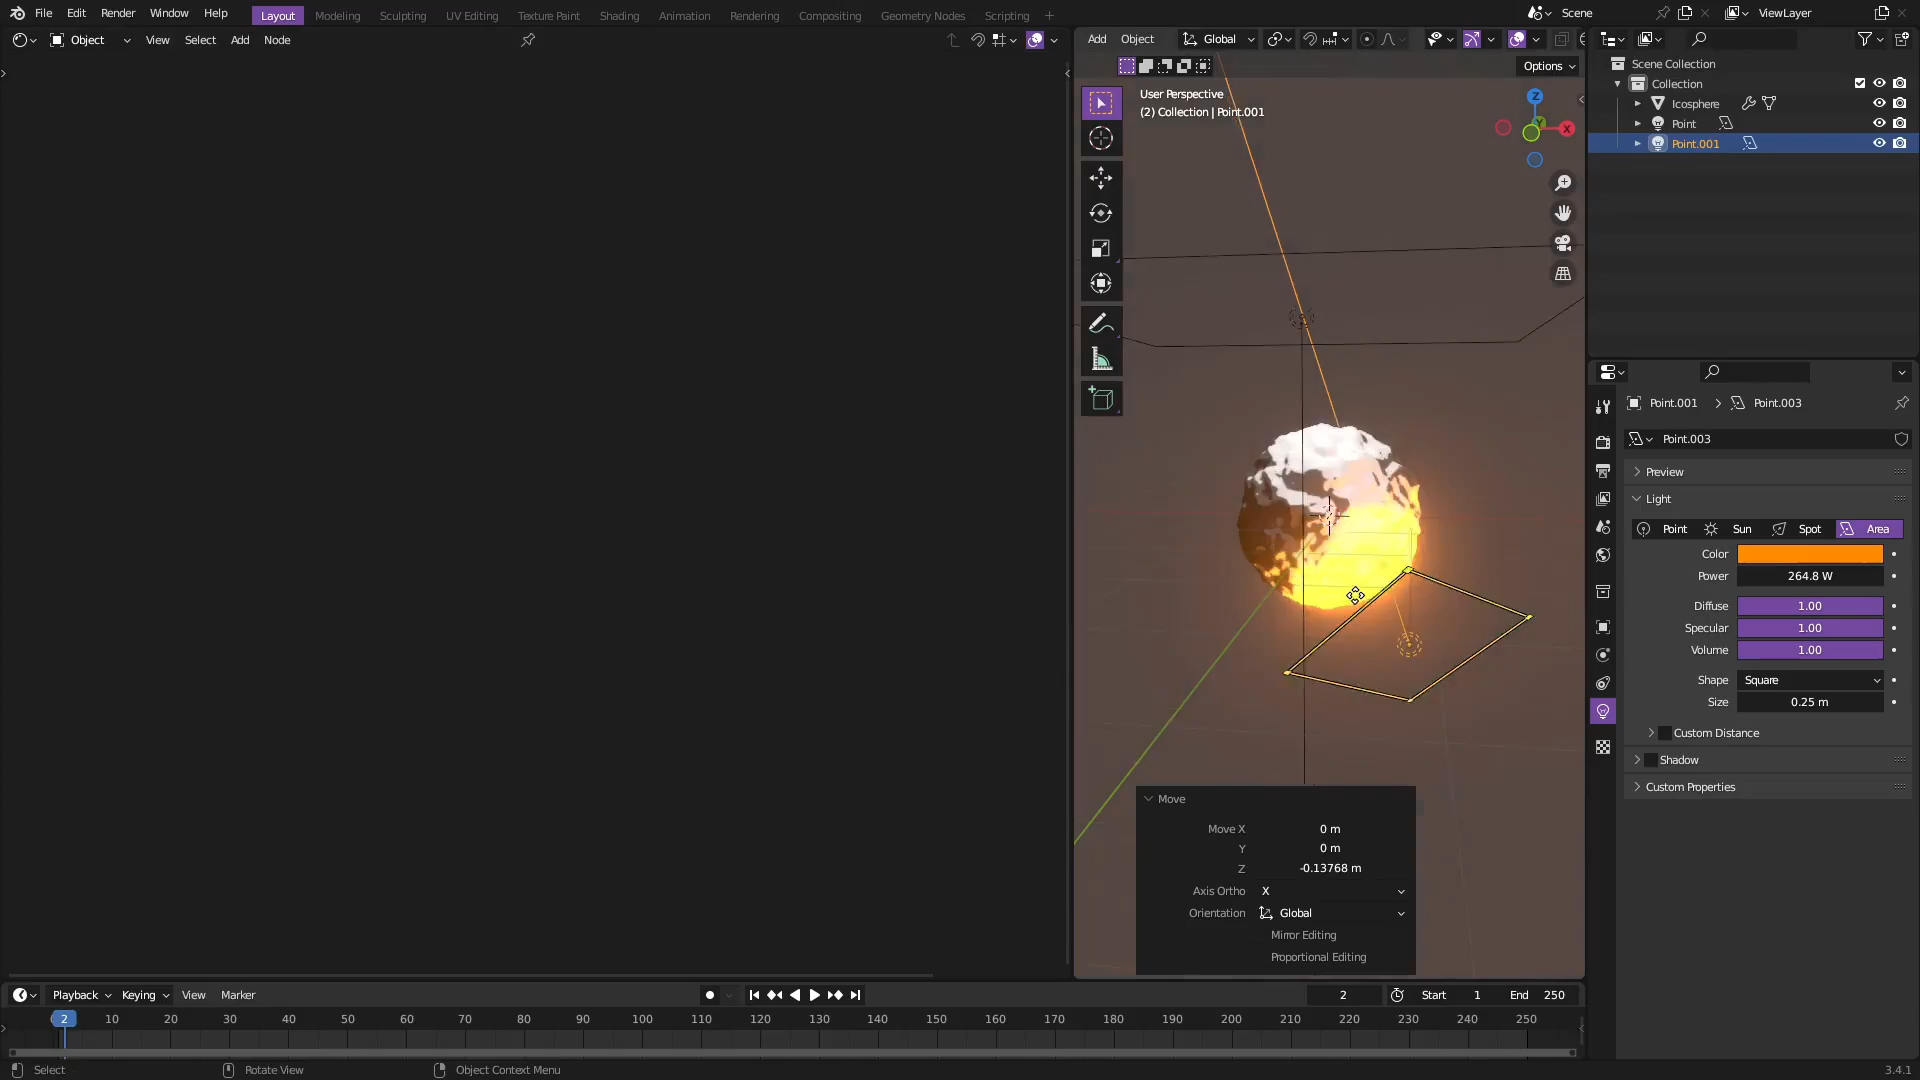 File Edit Render Window Help Layout Modeling Sculpting UV Editing Texture Paint Shading Animation Rendering Compositing Geometry Nodes Scripting + Scene ViewLayer
Object View Select Add Node Add Object Global
Options
User Perspective
(2) Collection | Point.001
Z
Y
X
Scene Collection
Collection
Icosphere
Point
Point.001
Point.001 > Point.003
Point.003
Preview
Light
Point Sun Spot Area
Color
Power 264.8 W
Diffuse 1.00
Specular 1.00
Volume 1.00
Shape Square
Size 0.25 m
Custom Distance
Shadow
Custom Properties
Move
Move X 0 m
Y 0 m
Z -0.13768 m
Axis Ortho X
Orientation Global
Mirror Editing
Proportional Editing
Playback Keying View Marker 2 Start 1 End 250
2 10 20 30 40 50 60 70 80 90 100 110 120 130 140 150 160 170 180 190 200 210 220 230 240 250
Select Rotate View Object Context Menu 3.4.1